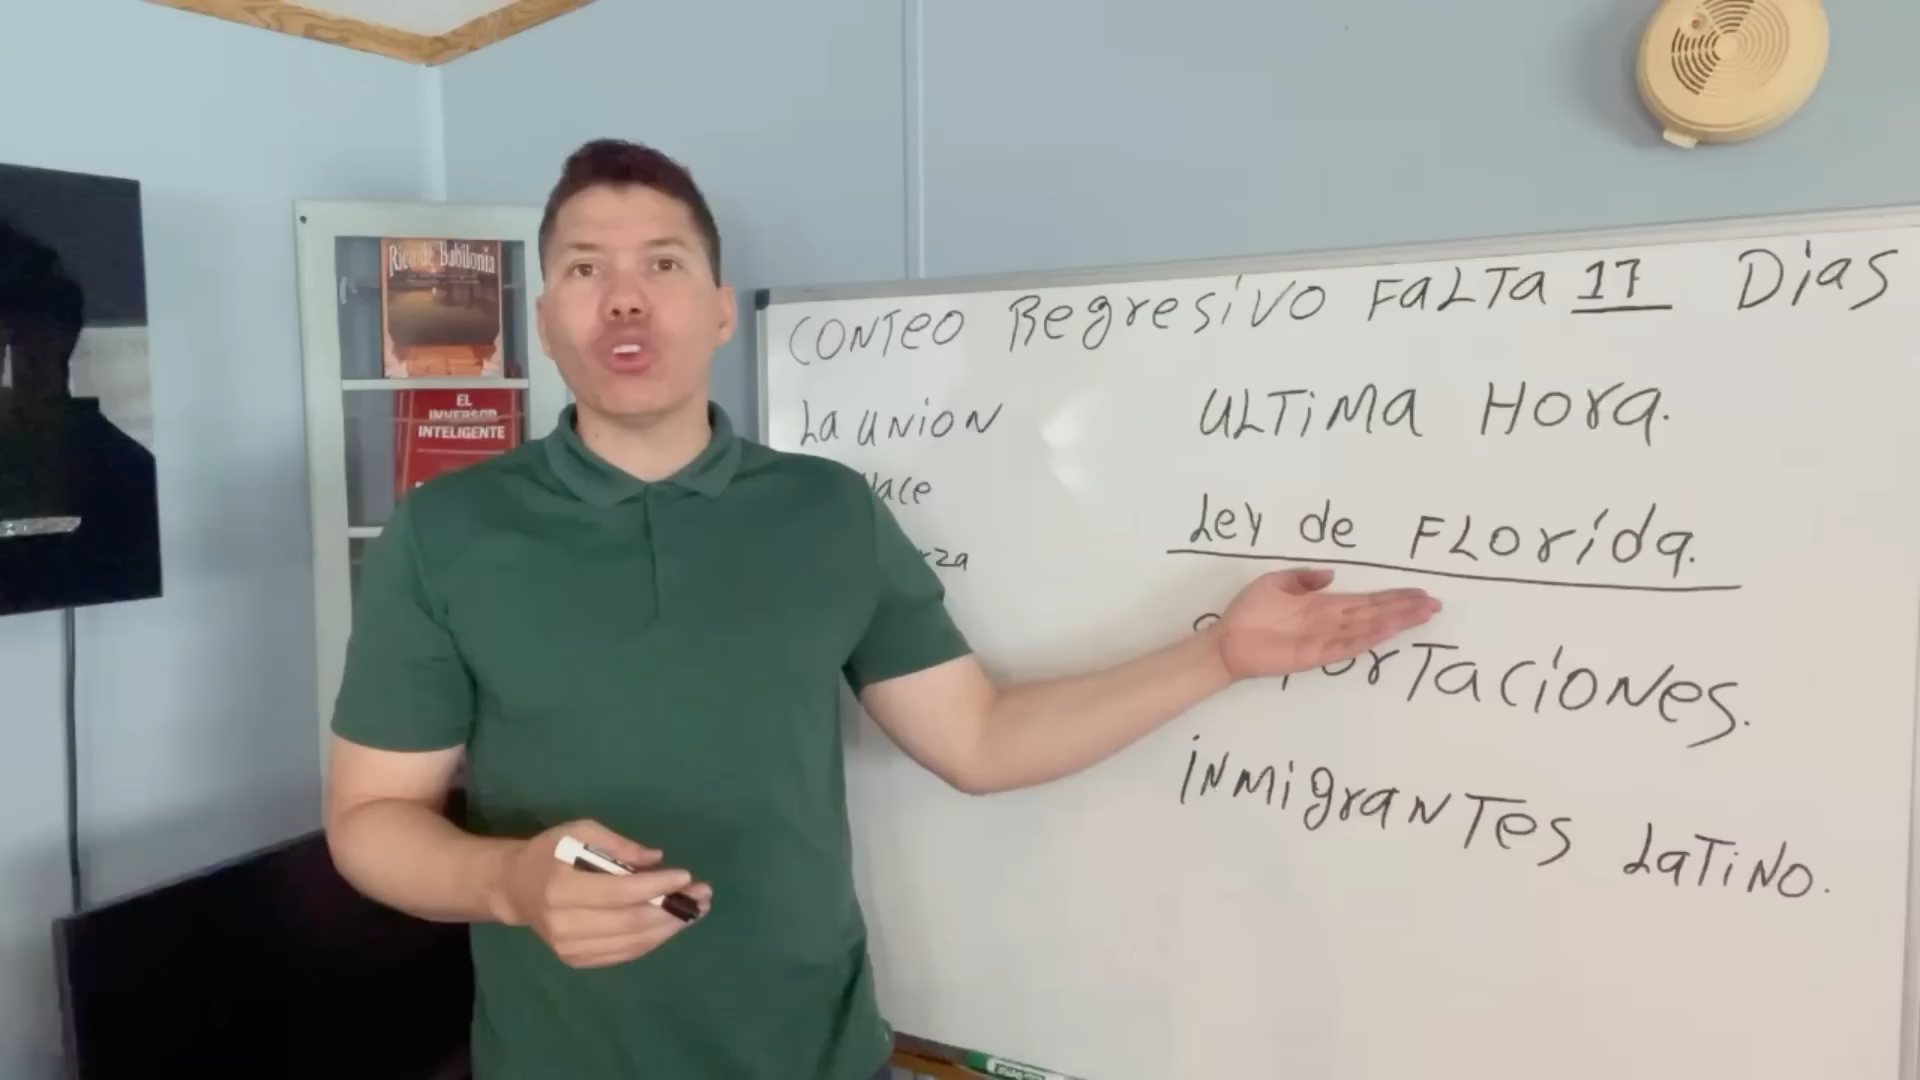 Rico de Babilonia
EL
INVERSOR
INTELIGENTE
CONTEO RegresiVO FaLTa 17 Dias
La UNiON
ULTiMa Hora.
Ley de FLorida.
iNMigraNTes LaTiNo.